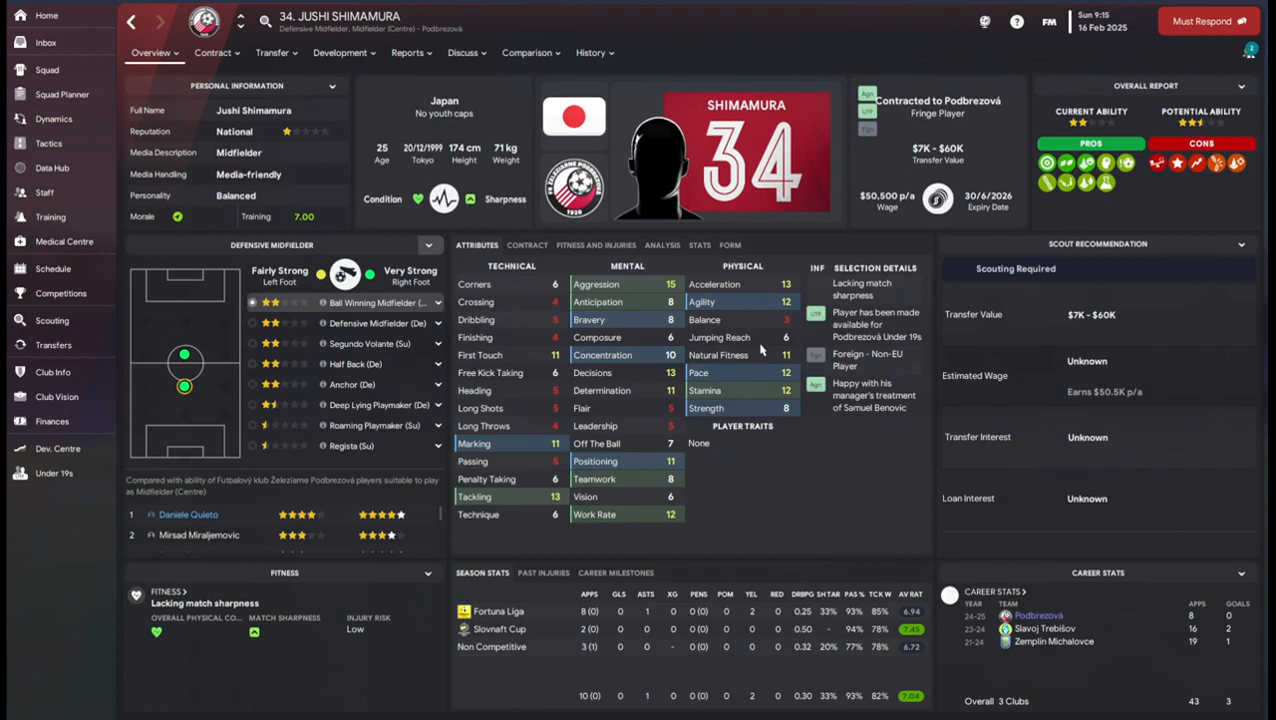 Home
Inbox
Squad
Squad Planner
Dynamics
Tactics
Data Hub
Staff
Training
Medical Centre
Schedule
Competitions
Scouting
Transfers
Club Info
Club Vision
Finances
Dev. Centre
Under 19s
34. JUSHI SHIMAMURA
Defensive Midfielder, Midfielder (Centre) - Podbrezová
FM
Sun 9:15
16 Feb 2025
Must Respond
2
Overview Contract Transfer Development Reports Discuss Comparison History
PERSONAL INFORMATION
Full Name Jushi Shimamura
Reputation National
Media Description Midfielder
Media Handling Media-friendly
Personality Balanced
Morale Training 7.00
Japan
No youth caps
25 20/12/1999 174 cm 71 kg
Age Tokyo Height Weight
Condition Sharpness
SHIMAMURA
34
Agn
U19
Fgn
Contracted to Podbrezová
Fringe Player
$7K - $60K
Transfer Value
$50,500 p/a 30/6/2026
Wage Expiry Date
OVERALL REPORT
CURRENT ABILITY POTENTIAL ABILITY
PROS CONS
DEFENSIVE MIDFIELDER
Fairly Strong Very Strong
Left Foot Right Foot
Ball Winning Midfielder (...
Defensive Midfielder (De)
Segundo Volante (Su)
Half Back (De)
Anchor (De)
Deep Lying Playmaker (De)
Roaming Playmaker (Su)
Regista (Su)
Compared with ability of Futbalový klub Železiarne Podbrezová players suitable to play
as Midfielder (Centre)
1 Daniele Quieto
2 Mirsad Miraljemovic
ATTRIBUTES CONTRACT FITNESS AND INJURIES ANALYSIS STATS FORM
TECHNICAL MENTAL PHYSICAL
Corners 6 Aggression 15 Acceleration 13
Crossing 4 Anticipation 8 Agility 12
Dribbling 5 Bravery 8 Balance 3
Finishing 4 Composure 6 Jumping Reach 6
First Touch 11 Concentration 10 Natural Fitness 11
Free Kick Taking 6 Decisions 13 Pace 12
Heading 5 Determination 11 Stamina 12
Long Shots 5 Flair 5 Strength 8
Long Throws 4 Leadership 5 PLAYER TRAITS
Marking 11 Off The Ball 7 None
Passing 5 Positioning 11
Penalty Taking 6 Teamwork 8
Tackling 13 Vision 6
Technique 6 Work Rate 12
INF SELECTION DETAILS
Lacking match
sharpness
U19 Player has been made
available for
Podbrezová Under 19s
Fgn Foreign - Non-EU
Player
Agn Happy with his
manager's treatment
of Samuel Benovic
SCOUT RECOMMENDATION
Scouting Required
Transfer Value $7K - $60K
Estimated Wage Unknown
Earns $50.5K p/a
Transfer Interest Unknown
Loan Interest Unknown
FITNESS
FITNESS>
Lacking match sharpness
OVERALL PHYSICAL CO... MATCH SHARPNESS INJURY RISK
Low
SEASON STATS PAST INJURIES CAREER MILESTONES
APPS GLS ASTS XG PENS POM YEL RED DRBPG SH TAR PAS % TCK W AV RAT
Fortuna Liga 8 (0) 0 1 0 0 (0) 0 2 0 0.25 33% 93% 85% 6.94
Slovnaft Cup 2 (0) 0 0 0 0 (0) 0 0 0 0.50 - 94% 78% 7.45
Non Competitive 3 (1) 0 0 - 0 (0) 0 0 0 0.32 20% 77% 78% 6.72
10 (0) 0 1 0 0 (0) 0 2 0 0.30 33% 93% 82% 7.04
CAREER STATS
CAREER STATS>
YEAR TEAM APPS GOALS
24-25 Podbrezová 8 0
23-24 Slavoj Trebišov 16 2
21-24 Zemplin Michalovce 19 1
Overall 3 Clubs 43 3